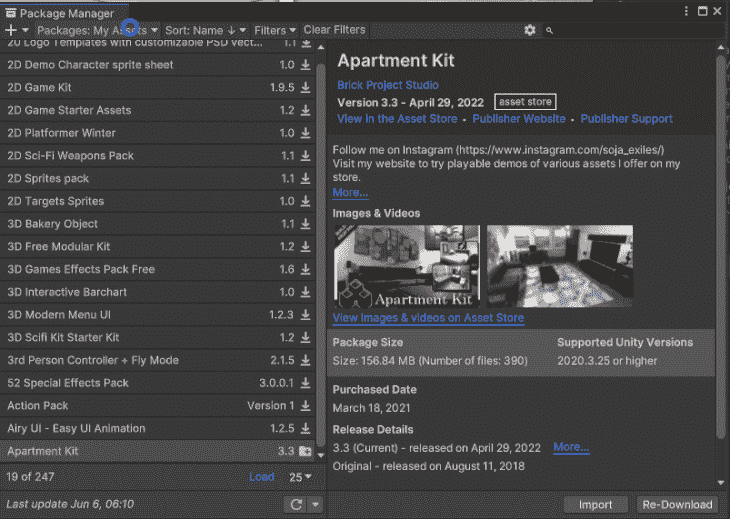 Package Manager
Packages: My Assets
Sort: Name ↓
Filters
Clear Filters
2D Logo Templates with customizable PSD vect... 1.1
2D Demo Character sprite sheet 1.0
2D Game Kit 1.9.5
2D Game Starter Assets 1.2
2D Platformer Winter 1.0
2D Sci-Fi Weapons Pack 1.1
2D Sprites pack 1.1
2D Targets Sprites 1.0
3D Bakery Object 1.1
3D Free Modular Kit 1.2
3D Games Effects Pack Free 1.6
3D Interactive Barchart 1.0
3D Modern Menu UI 1.2.3
3D Scifi Kit Starter Kit 1.2
3rd Person Controller + Fly Mode 2.1.5
52 Special Effects Pack 3.0.0.1
Action Pack Version 1
Airy UI - Easy UI Animation 1.2.5
Apartment Kit 3.3
19 of 247 Load 25
Last update Jun 6, 06:10
Apartment Kit
Brick Project Studio
Version 3.3 - April 29, 2022 asset store
View in the Asset Store • Publisher Website • Publisher Support
Follow me on Instagram (https://www.instagram.com/soja_exiles/)
Visit my website to try playable demos of various assets I offer on my
store.
More...
Images & Videos
Apartment Kit
View images & videos on Asset Store
Package Size
Size: 156.84 MB (Number of files: 390)
Supported Unity Versions
2020.3.25 or higher
Purchased Date
March 18, 2021
Release Details
3.3 (Current) - released on April 29, 2022 More...
Original - released on August 11, 2018
Import
Re-Download